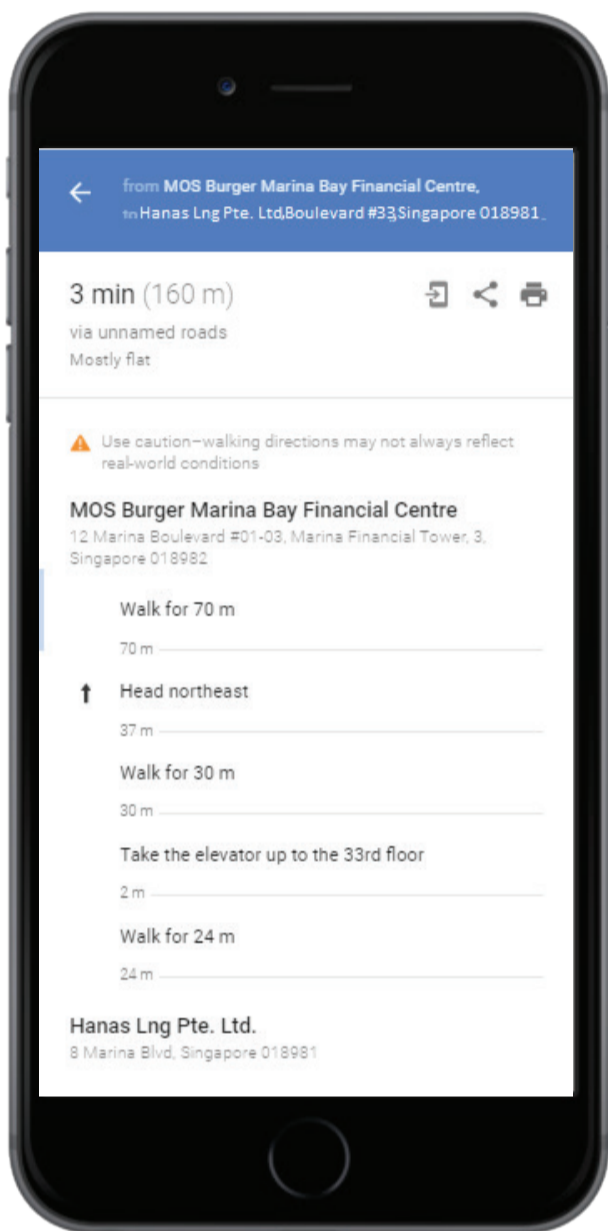 from MOS Burger Marina Bay Financial Centre,
to Hanas Lng Pte. Ltd,Boulevard #33,Singapore 018981
3 min (160 m)
via unnamed roads
Mostly flat
Use caution–walking directions may not always reflect
real-world conditions
MOS Burger Marina Bay Financial Centre
12 Marina Boulevard #01-03, Marina Financial Tower, 3,
Singapore 018982
Walk for 70 m
70 m
Head northeast
37 m
Walk for 30 m
30 m
Take the elevator up to the 33rd floor
2 m
Walk for 24 m
24 m
Hanas Lng Pte. Ltd.
8 Marina Blvd, Singapore 018981